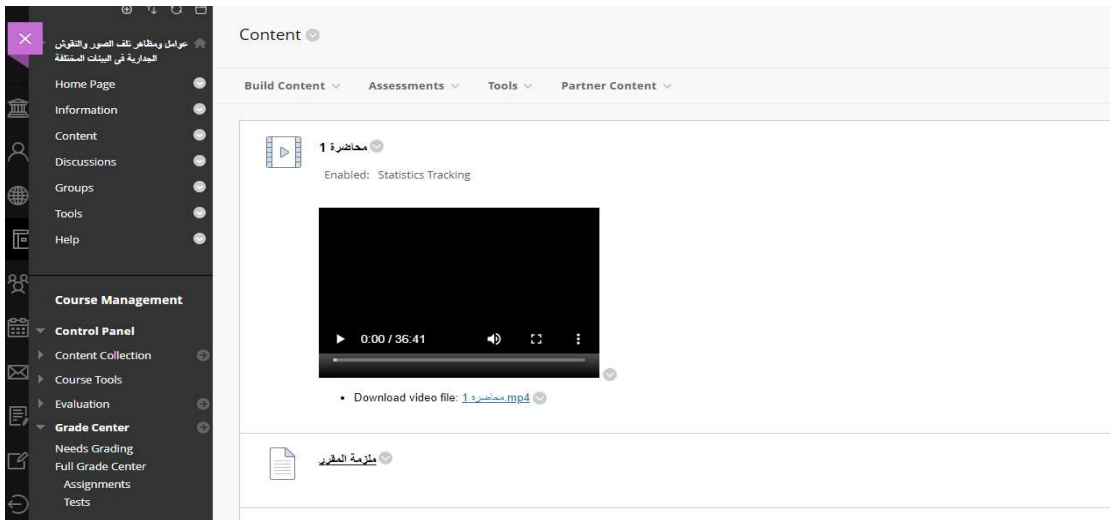 عوامل ومظاهر تلف الصور والنقوش
الجدارية في البيئات المختلفة
Home Page
Information
Content
Discussions
Groups
Tools
Help
Course Management
Control Panel
Content Collection
Course Tools
Evaluation
Grade Center
Needs Grading
Full Grade Center
Assignments
Tests
Content
Build Content
Assessments
Tools
Partner Content
محاضرة 1
Enabled: Statistics Tracking
0:00 / 36:41
• Download video file: محاضره 1.mp4
ملزمة المقرر